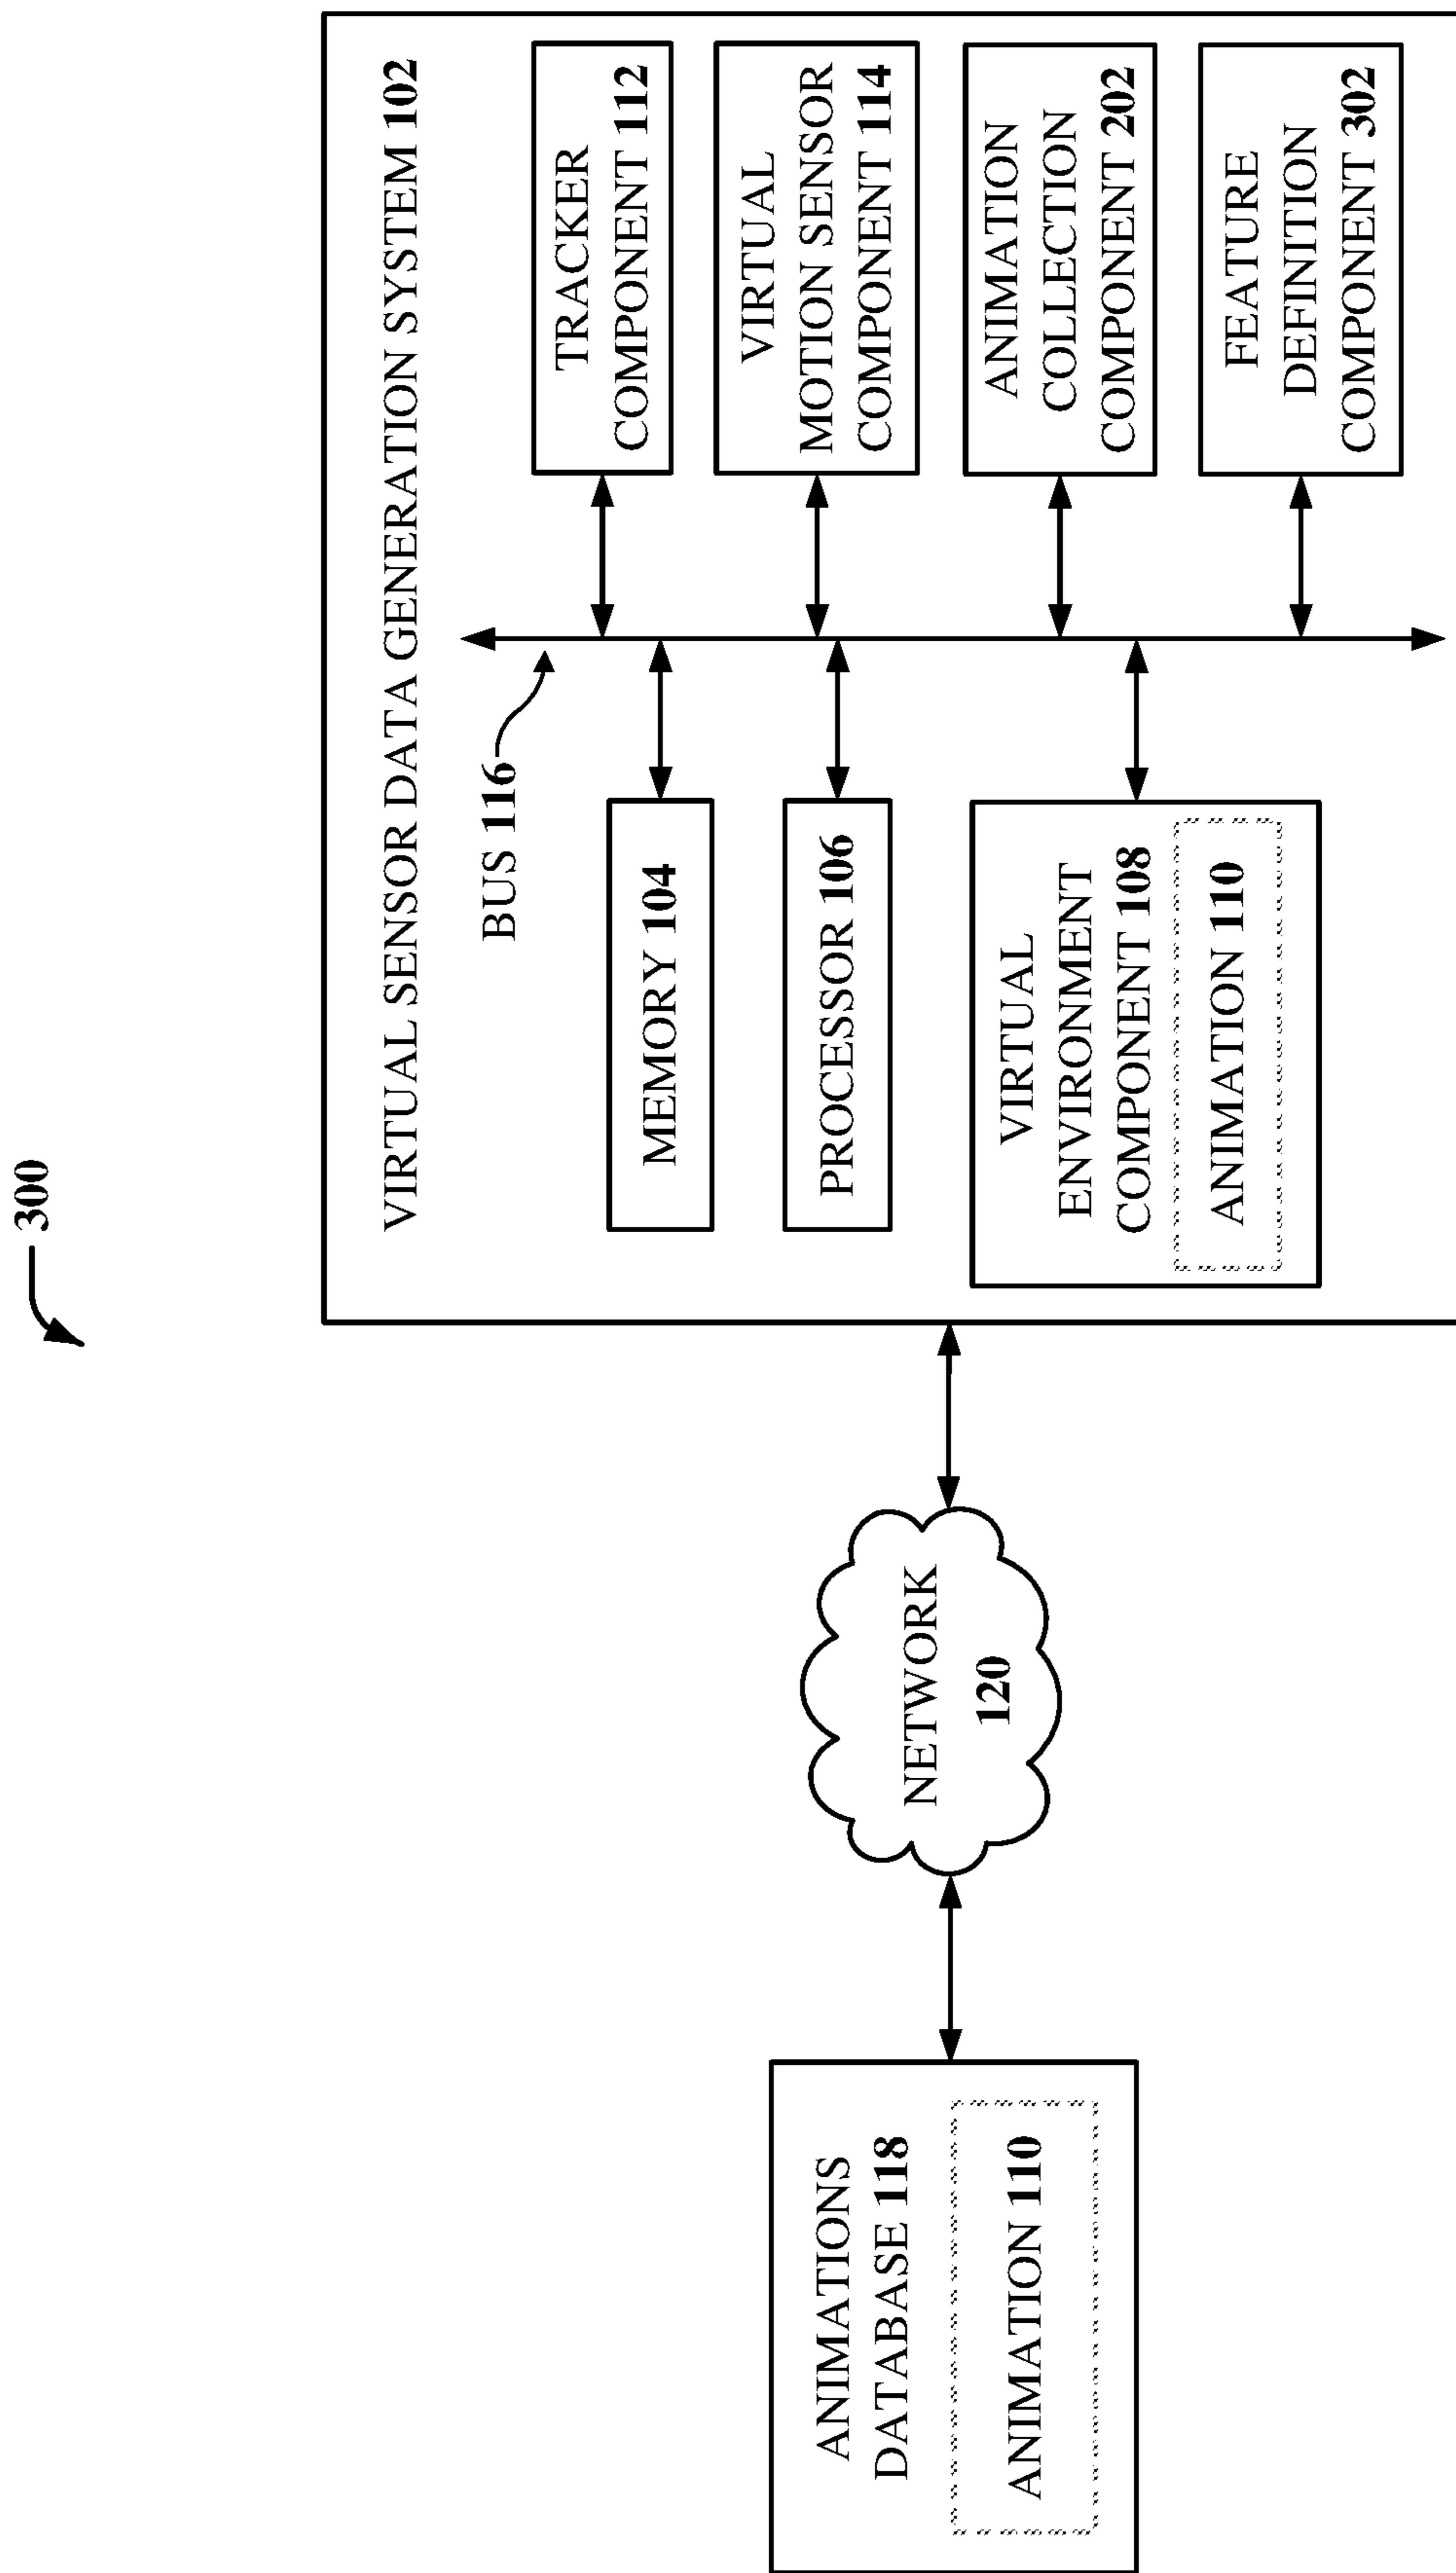 300
VIRTUAL SENSOR DATA GENERATION SYSTEM 102
BUS 116
MEMORY 104
PROCESSOR 106
VIRTUAL
ENVIRONMENT
COMPONENT 108
ANIMATION 110
TRACKER
COMPONENT 112
VIRTUAL
MOTION SENSOR
COMPONENT 114
ANIMATION
COLLECTION
COMPONENT 202
FEATURE
DEFINITION
COMPONENT 302
NETWORK
120
ANIMATIONS
DATABASE 118
ANIMATION 110